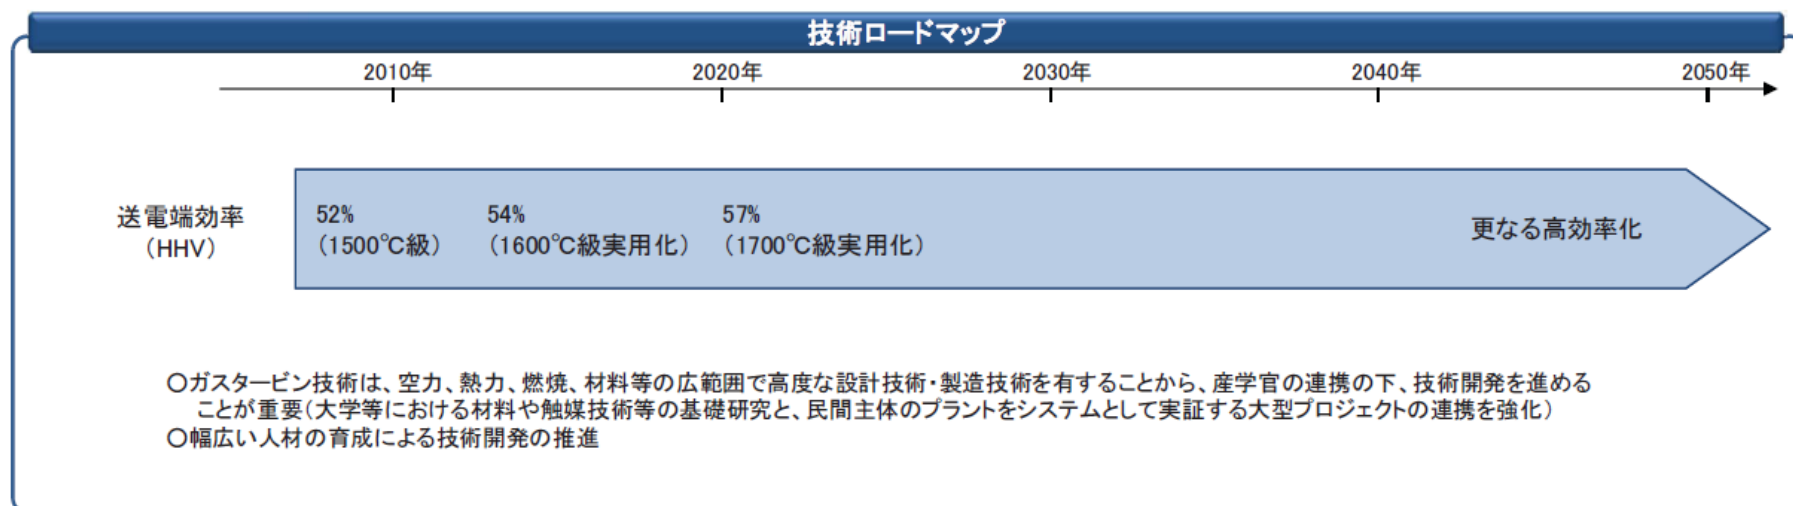 技術ロードマップ
2010年 2020年 2030年 2040年 2050年
送電端効率
（HHV）
52%
（1500℃級）
54%
（1600℃級実用化）
57%
（1700℃級実用化）
更なる高効率化
○ガスタービン技術は、空力、熱力、燃焼、材料等の広範囲で高度な設計技術・製造技術を有することから、産学官の連携の下、技術開発を進める
ことが重要（大学等における材料や触媒技術等の基礎研究と、民間主体のプラントをシステムとして実証する大型プロジェクトの連携を強化）
○幅広い人材の育成による技術開発の推進